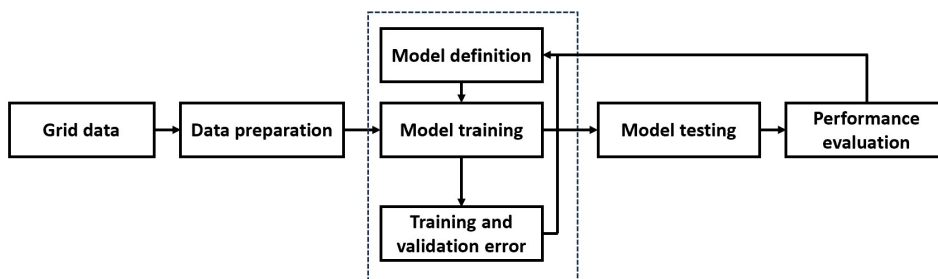 Model definition
Grid data
Data preparation
Model training
Model testing
Performance
evaluation
Training and
validation error